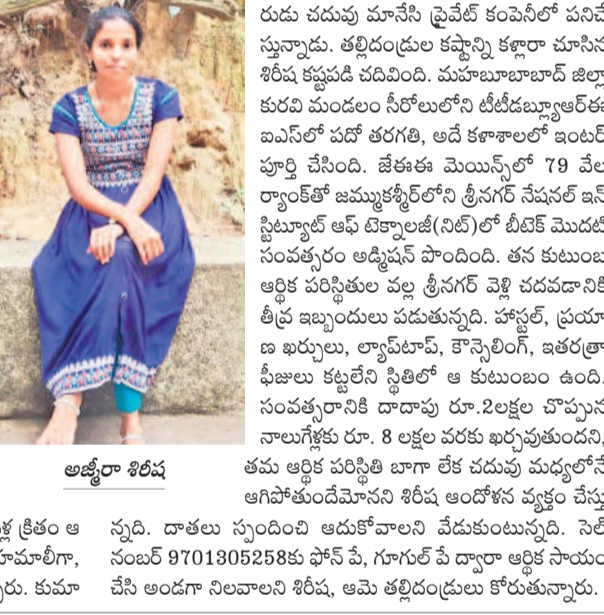 రుడు చదువు మానేసి ప్రైవేట్ కంపెనీలో పనిచే
స్తున్నాడు. తల్లిదండ్రుల కష్టాన్ని కళ్లారా చూసిన
శిరీష కష్టపడి చదివింది. మహబూబాబాద్ జిల్లా
కురవి మండలం సీరోలులోని టీటీడబ్ల్యూఆర్ఈ
ఐఎస్‌లో పదో తరగతి, అదే కళాశాలలో ఇంటర్
పూర్తి చేసింది. జేఈఈ మెయిన్స్‌లో 79 వేల
ర్యాంక్‌తో జమ్ముకశ్మీర్‌లోని శ్రీనగర్ నేషనల్ ఇన్
స్టిట్యూట్ ఆఫ్ టెక్నాలజీ(నిట్)లో బీటెక్ మొదటి
సంవత్సరం అడ్మిషన్ పొందింది. తన కుటుంబ
ఆర్థిక పరిస్థితుల వల్ల శ్రీనగర్ వెళ్లి చదవడానికి
తీవ్ర ఇబ్బందులు పడుతున్నది. హాస్టల్, ప్రయా
ణ ఖర్చులు, ల్యాప్‌టాప్, కౌన్సెలింగ్, ఇతరత్రా
ఫీజులు కట్టలేని స్థితిలో ఆ కుటుంబం ఉంది.
సంవత్సరానికి దాదాపు రూ.2లక్షల చొప్పున
నాలుగేళ్లకు రూ. 8 లక్షల వరకు ఖర్చవుతుందని,
అజ్మీరా శిరీష
తమ ఆర్థిక పరిస్థితి బాగా లేక చదువు మధ్యలోనే
ఆగిపోతుందేమోనని శిరీష ఆందోళన వ్యక్తం చేస్తు
న్నది. దాతలు స్పందించి ఆదుకోవాలని వేడుకుంటున్నది. సెల్
నంబర్ 9701305258కు ఫోన్ పే, గూగుల్ పే ద్వారా ఆర్థిక సాయం
చేసి అండగా నిలవాలని శిరీష, ఆమె తల్లిదండ్రులు కోరుతున్నారు.
క్రితం ఆ
హమాలీగా,
కుమా